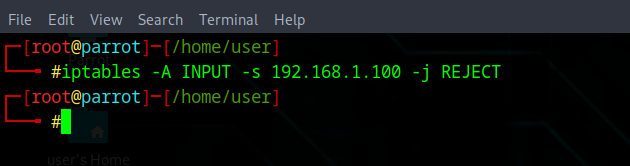 File Edit View Search Terminal Help
┌─[root@parrot]─[/home/user]
└──╼ #iptables -A INPUT -s 192.168.1.100 -j REJECT
┌─[root@parrot]─[/home/user]
└──╼ #
Parrot
user's Home